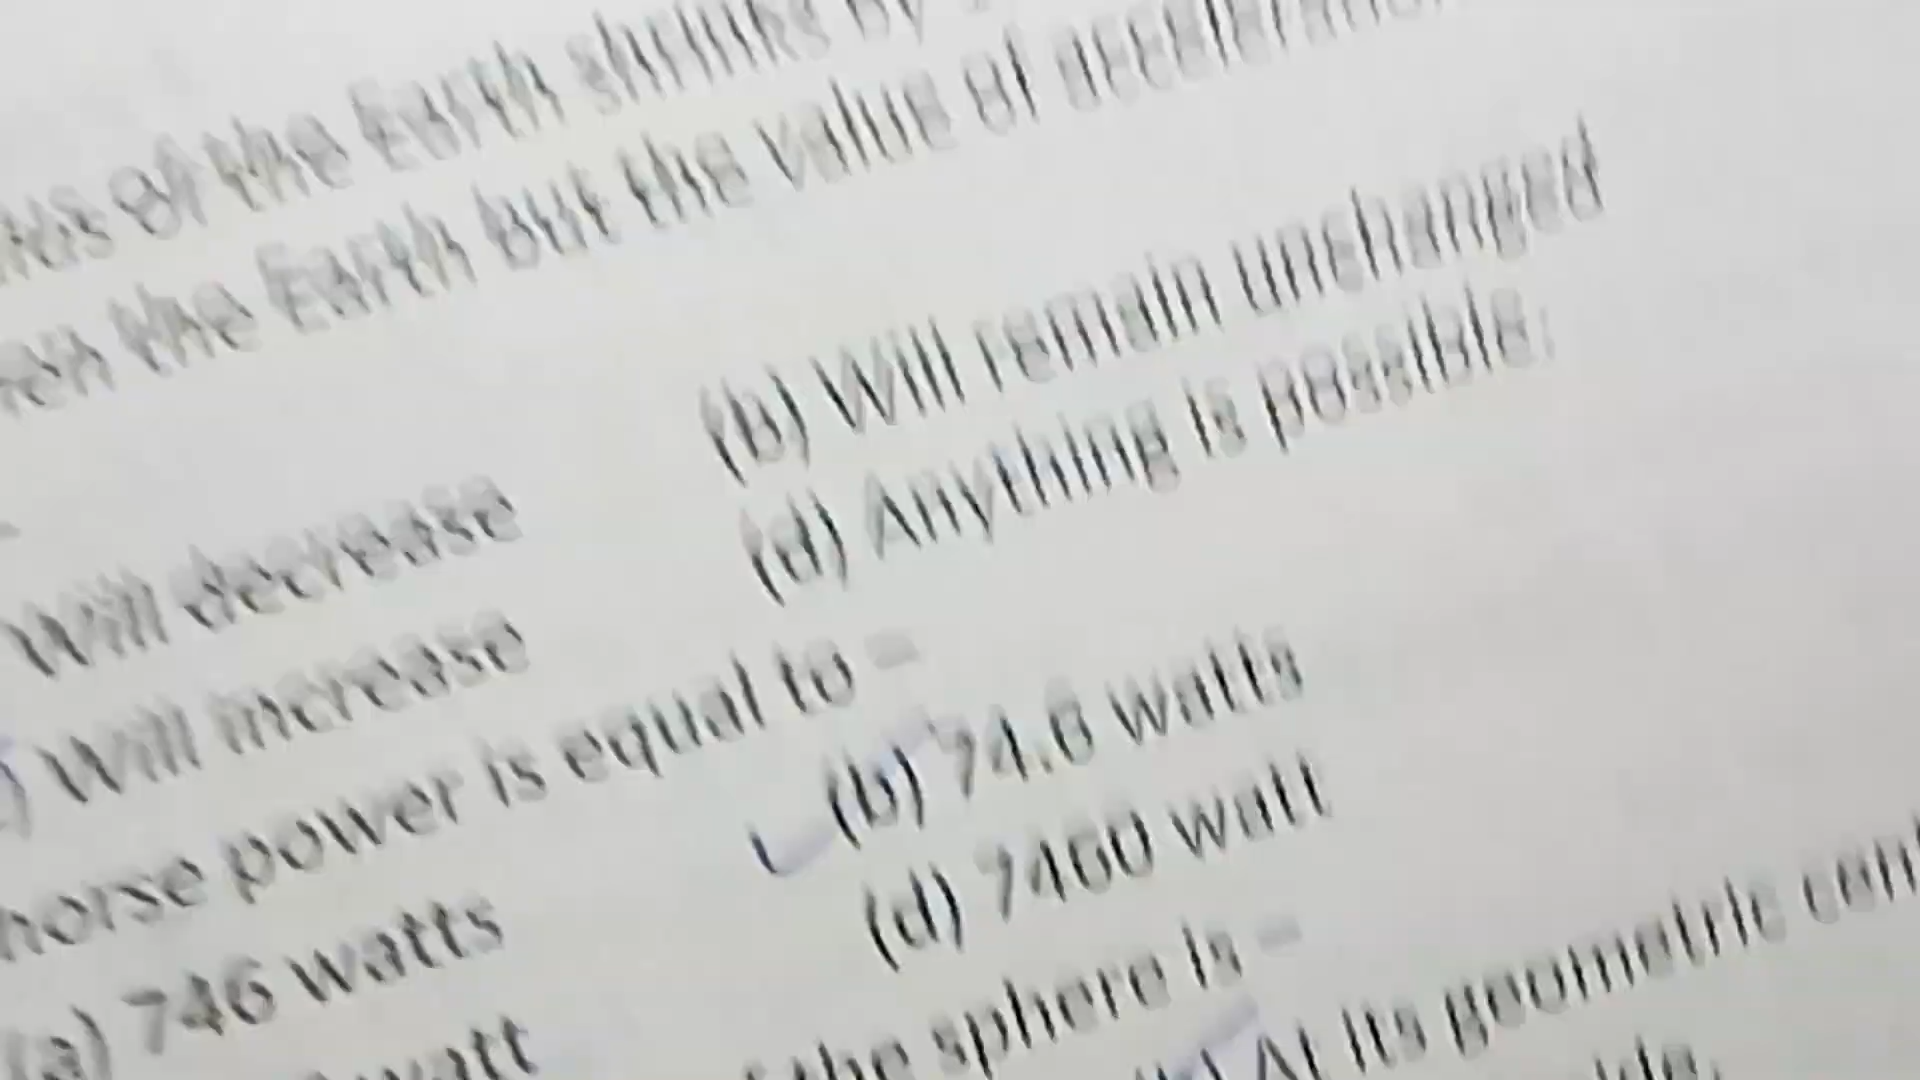 of the Earth shrinks by
the Earth but the value of
(b) Will remain unchanged
Will decrease
(d) Anything is possible.
Will increase
horse power is equal to –
(a) 746 watts
(b) 74.6 watts
watt
(d) 7460 watt
the sphere is –
At its geometric